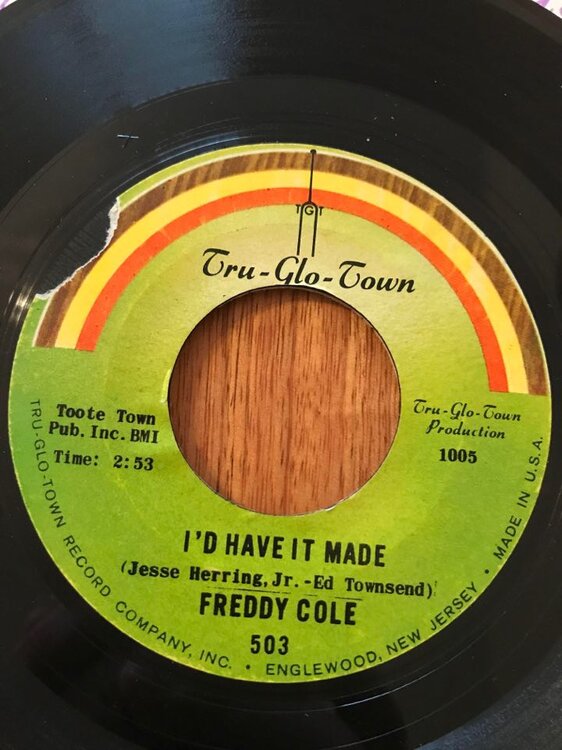 TGT
Tru-Glo-Town
Toote Town
Pub. Inc. BMI
Time: 2:53
Tru-Glo-Town
Production
1005
I'D HAVE IT MADE
(Jesse Herring, Jr. -Ed Townsend)
FREDDY COLE
503
TRU-GLO-TOWN RECORD COMPANY, INC. • ENGLEWOOD, NEW JERSEY • MADE IN U.S.A.